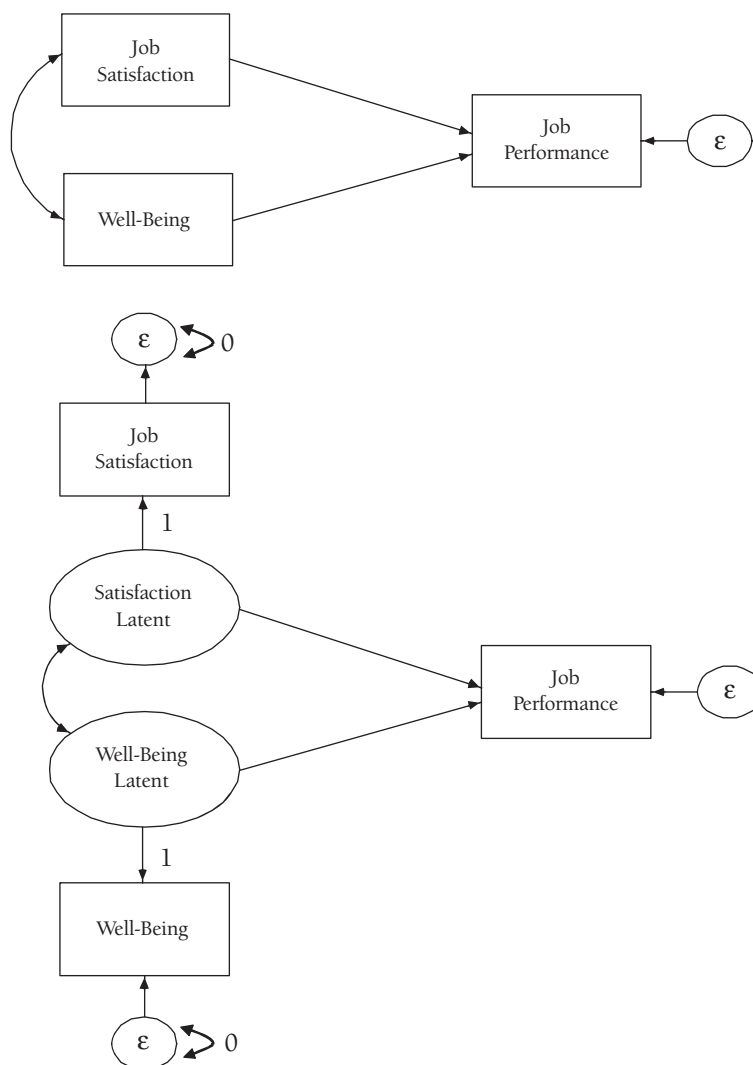 Job
Satisfaction
Job
Performance
ε
Well-Being
ε
0
Job
Satisfaction
1
Satisfaction
Latent
Job
Performance
ε
Well-Being
Latent
1
Well-Being
ε
0